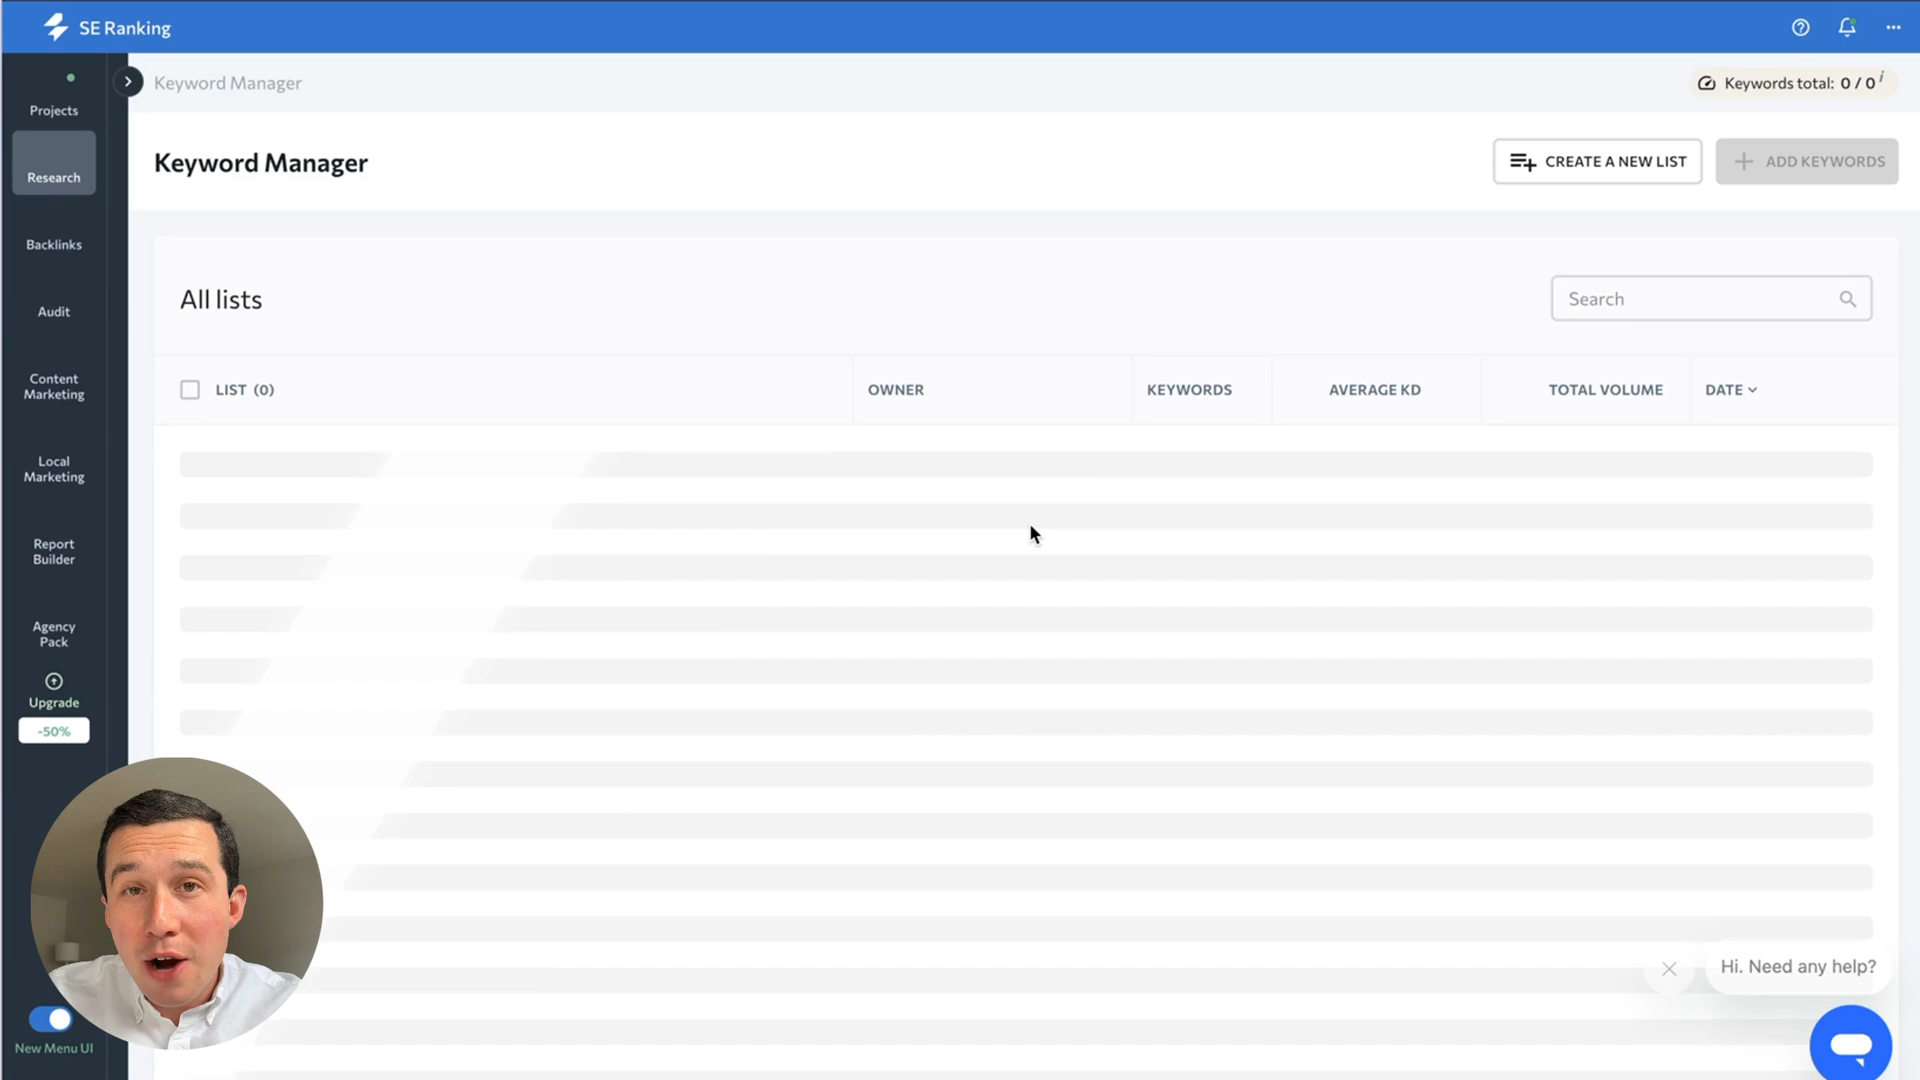 SE Ranking
Keyword Manager
Keywords total: 0 / 0 i
Projects
Research
Backlinks
Audit
Content
Marketing
Local
Marketing
Report
Builder
Agency
Pack
Upgrade
-50%
New Menu UI
Keyword Manager
CREATE A NEW LIST
ADD KEYWORDS
All lists
Search
LIST (0)
OWNER
KEYWORDS
AVERAGE KD
TOTAL VOLUME
DATE
Hi. Need any help?